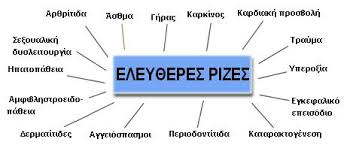 Αρθρίτιδα
Άσθμα
Γήρας
Καρκίνος
Καρδιακή προσβολή
Σεξουαλική
δυσλειτουργία
Τραύμα
Ηπατοπάθεια
ΕΛΕΥΘΕΡΕΣ ΡΙΖΕΣ
Υπεροξία
Αμφιβληστροειδο-
πάθεια
Εγκεφαλικό
επεισόδιο
Δερματίτιδες
Αγγειόσπασμοι
Περιοδοντίτιδα
Καταρακτογένεση